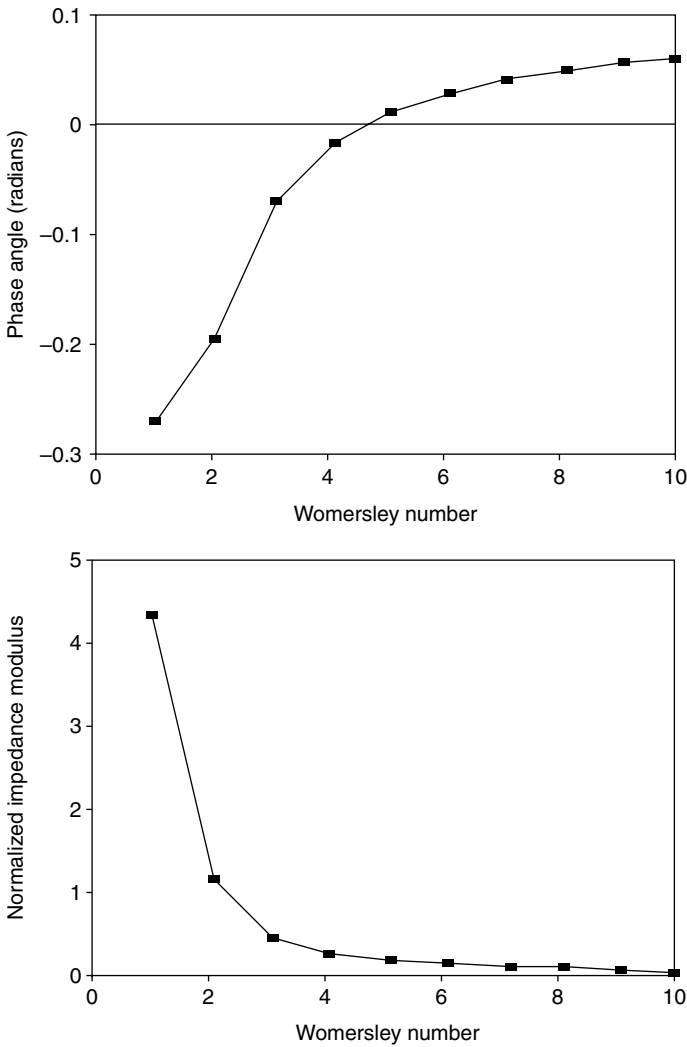 0.1
0
–0.1
–0.2
–0.3
Phase angle (radians)
0 2 4 6 8 10
Womersley number
5
4
3
2
1
0
Normalized impedance modulus
0 2 4 6 8 10
Womersley number